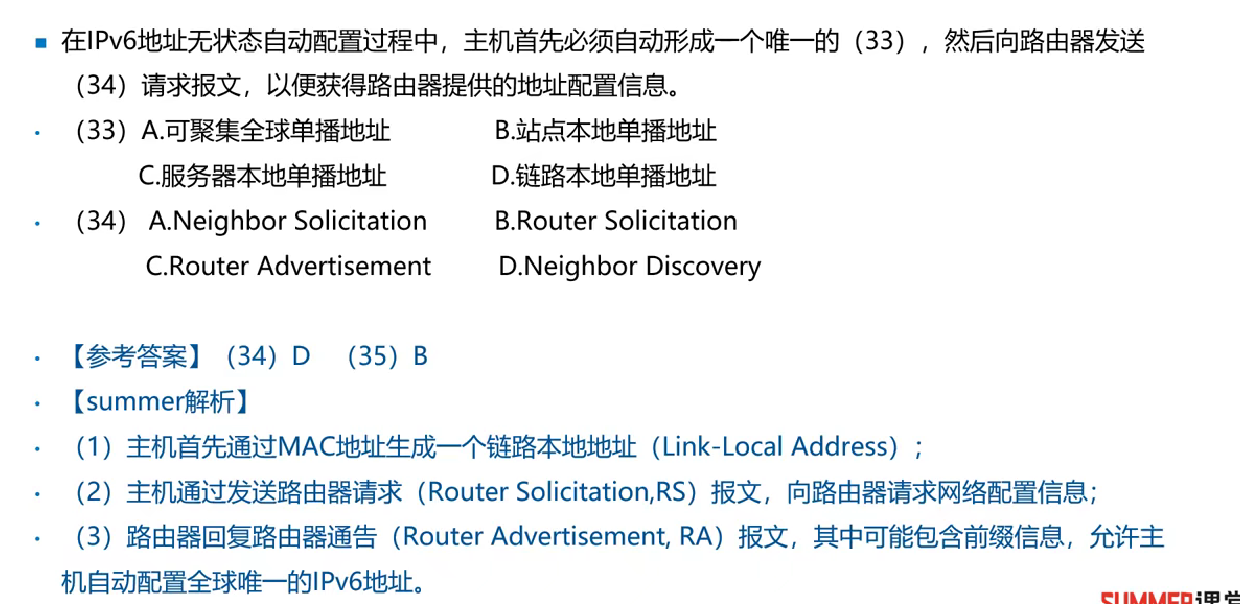 ■ 在IPv6地址无状态自动配置过程中，主机首先必须自动形成一个唯一的（33），然后向路由器发送
（34）请求报文，以便获得路由器提供的地址配置信息。
· （33）A.可聚集全球单播地址 B.站点本地单播地址
C.服务器本地单播地址 D.链路本地单播地址
· （34） A.Neighbor Solicitation B.Router Solicitation
C.Router Advertisement D.Neighbor Discovery
· 【参考答案】（34）D （35）B
· 【summer解析】
· （1）主机首先通过MAC地址生成一个链路本地地址（Link-Local Address）;
· （2）主机通过发送路由器请求（Router Solicitation,RS）报文，向路由器请求网络配置信息;
· （3）路由器回复路由器通告（Router Advertisement, RA）报文，其中可能包含前缀信息，允许主
机自动配置全球唯一的IPv6地址。
SUMMER课堂